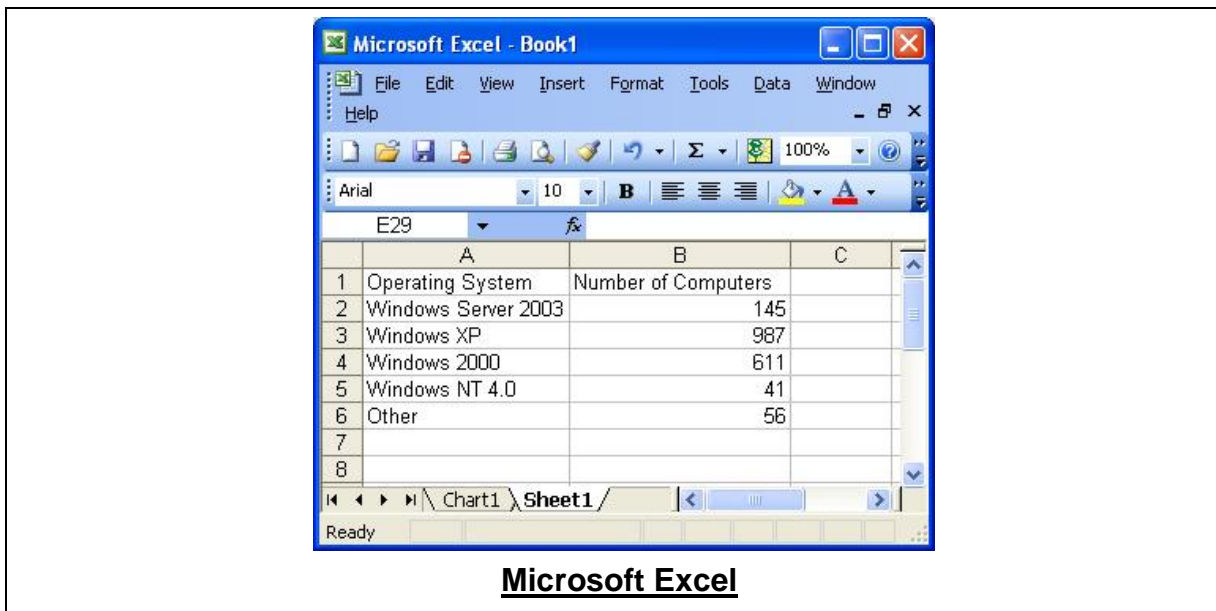 Microsoft Excel - Book1
File Edit View Insert Format Tools Data Window
Help
Σ 100%
Arial 10 B A
E29 fx
A B C
1 Operating System Number of Computers
2 Windows Server 2003 145
3 Windows XP 987
4 Windows 2000 611
5 Windows NT 4.0 41
6 Other 56
7
8
Chart1 Sheet1
Ready
Microsoft Excel